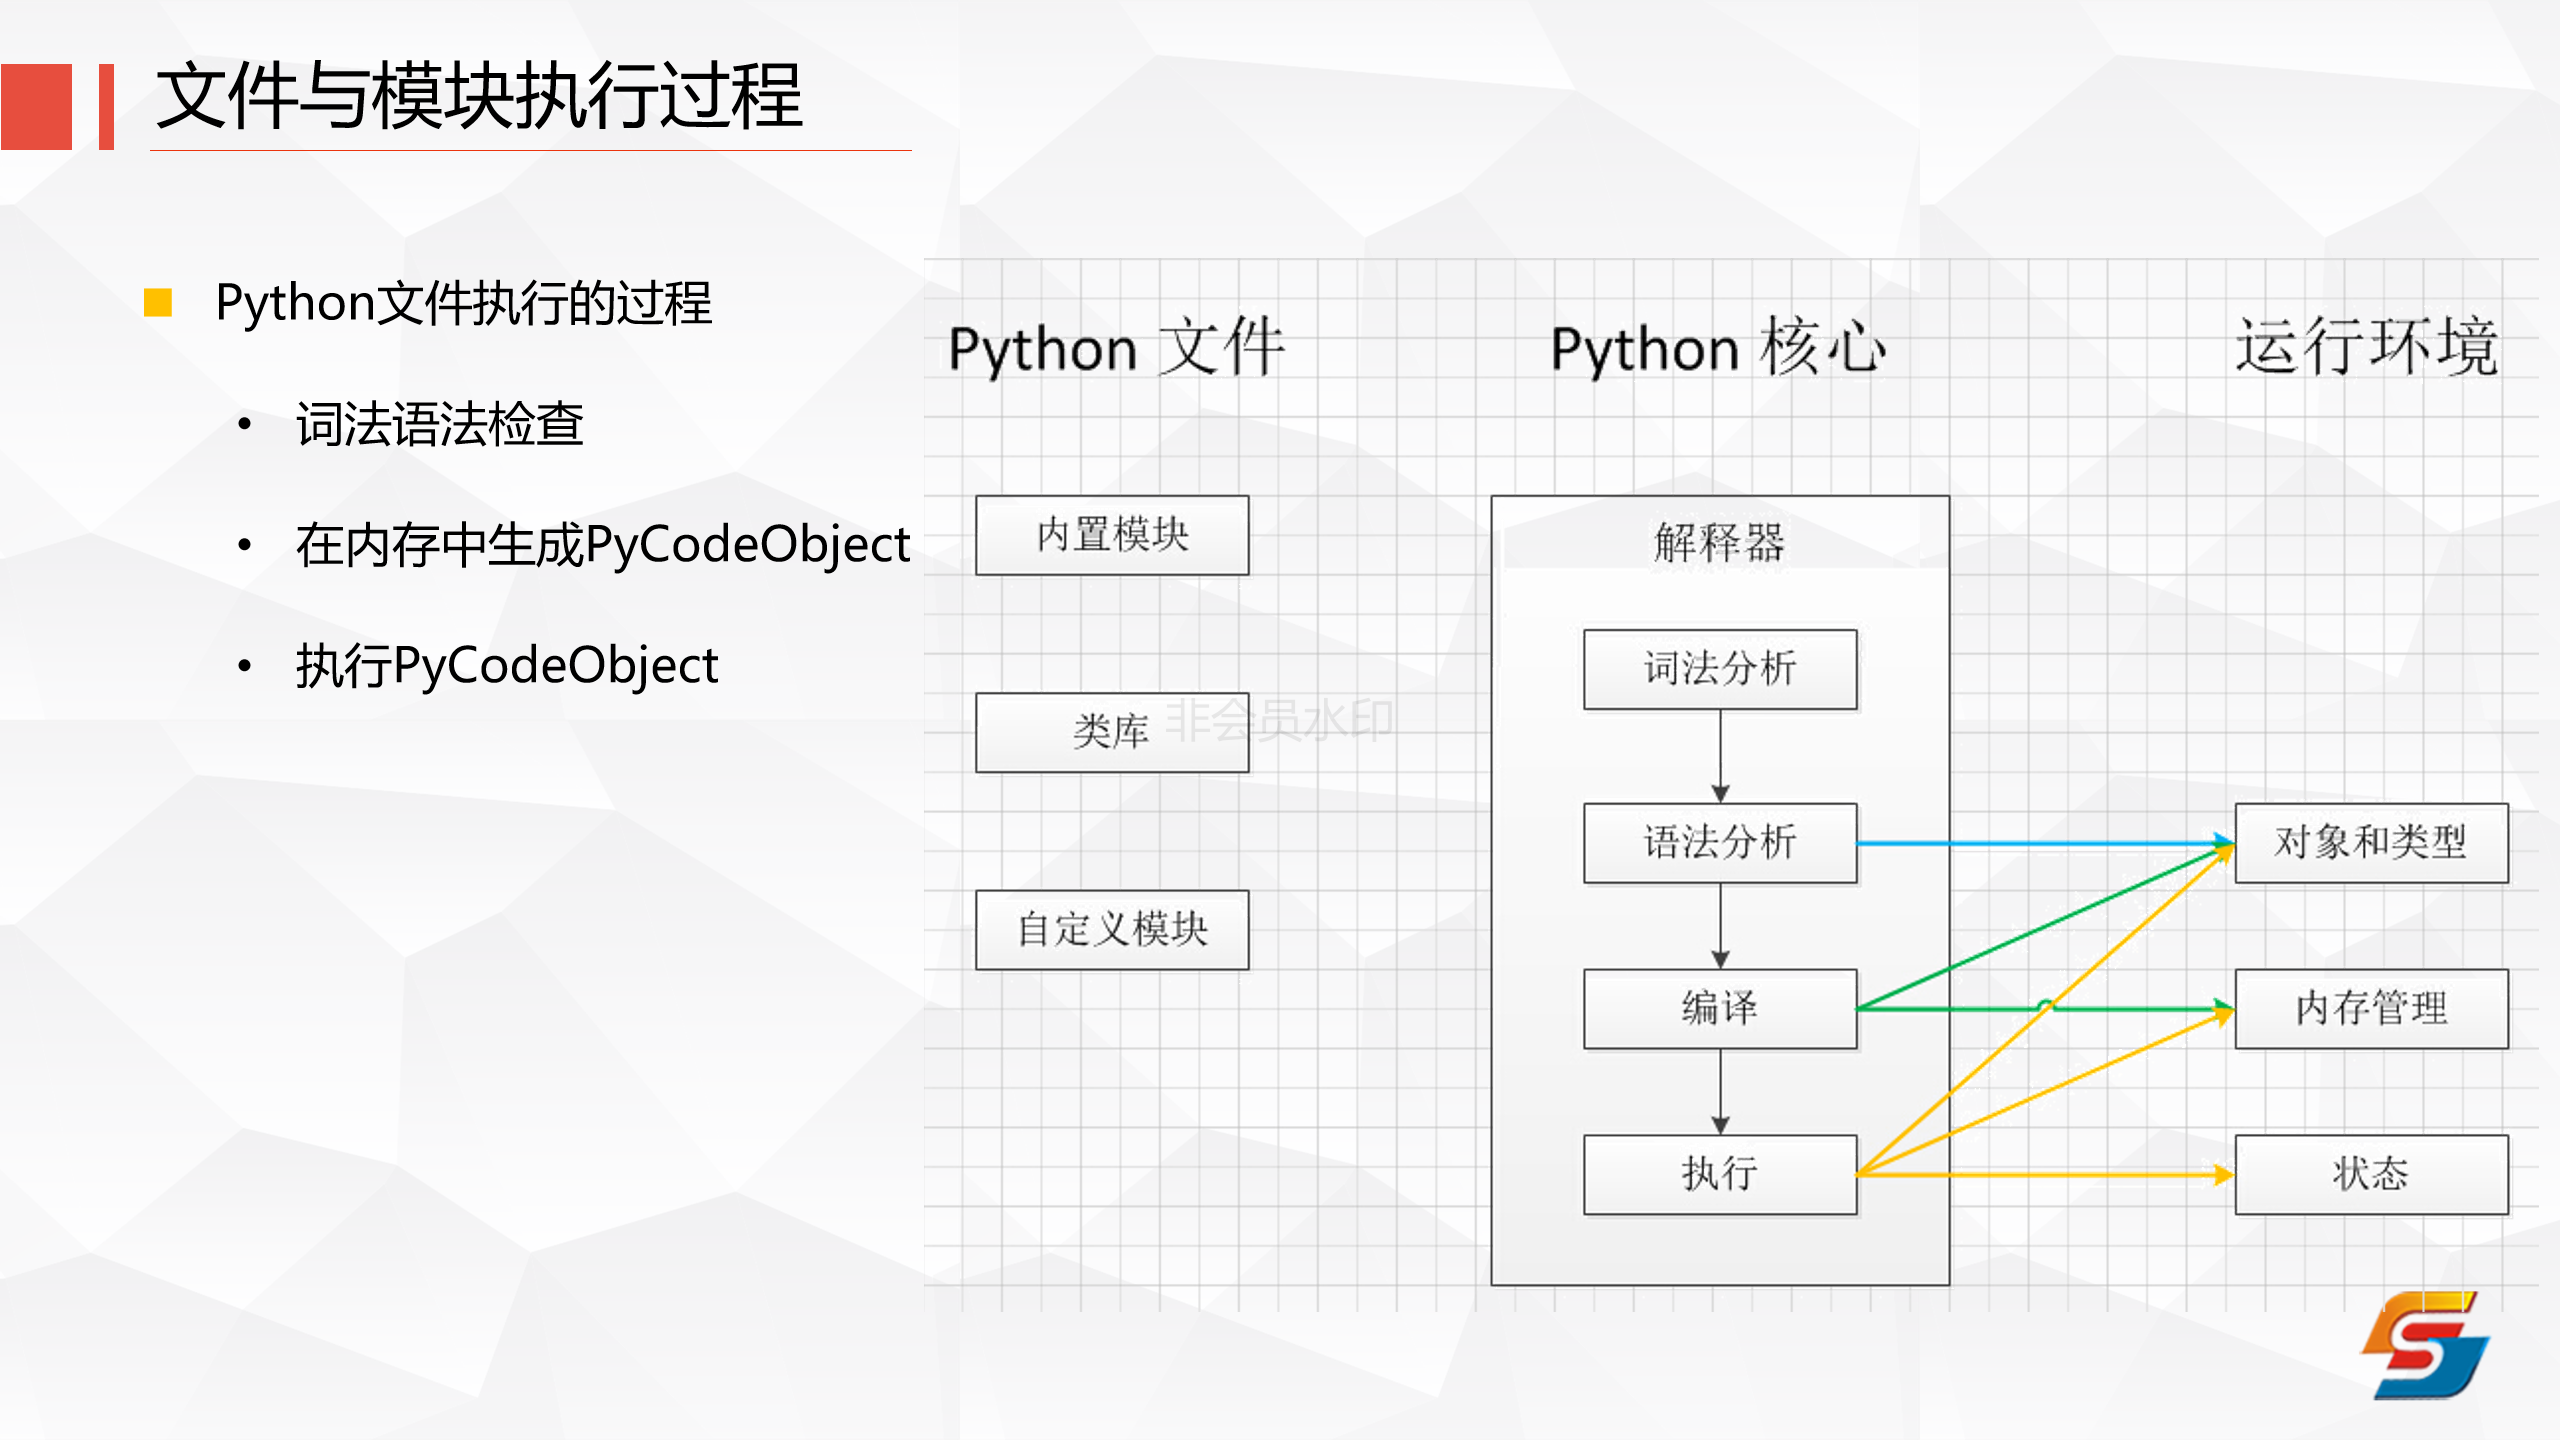 文件与模块执行过程
Python文件执行的过程
• 词法语法检查
• 在内存中生成PyCodeObject
• 执行PyCodeObject
Python 文件
Python 核心
运行环境
内置模块
类库
自定义模块
解释器
词法分析
语法分析
编译
执行
对象和类型
内存管理
状态
非会员水印